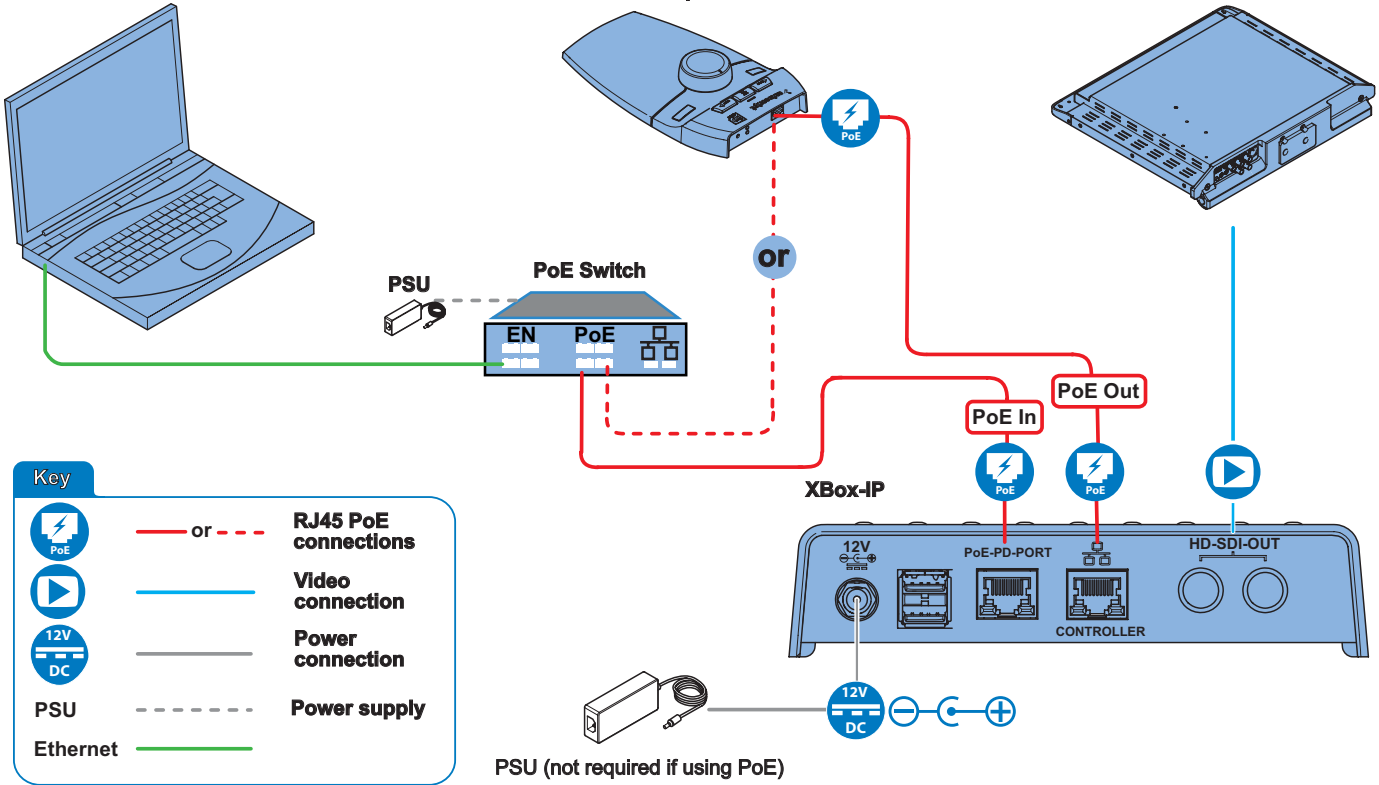 PoE
or
PoE Switch
PSU
EN PoE
PoE Out
PoE In
PoE
PoE
XBox-IP
12V
PoE-PD-PORT
HD-SDI-OUT
CONTROLLER
Key
PoE
or
RJ45 PoE
connections
Video
connection
12V
DC
Power
connection
PSU
Power supply
Ethernet
12V
DC
PSU (not required if using PoE)